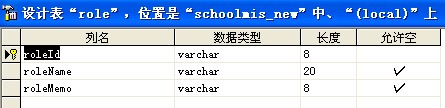 设计表“role”，位置是“schoolmis_new”中、“(local)”上
列名 数据类型 长度 允许空
roleId varchar 8
roleName varchar 20 ✓
roleMemo varchar 8 ✓